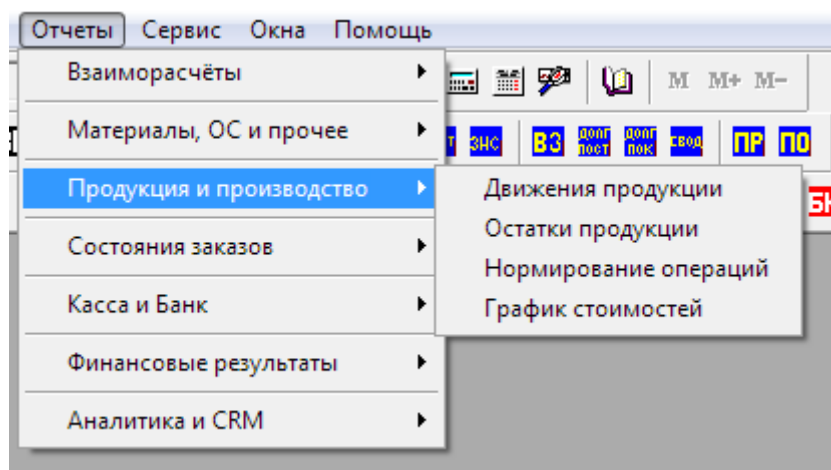 Отчеты Сервис Окна Помощь
Взаиморасчёты
M M+ M-
Материалы, ОС и прочее
ЗНС ВЗ долг пост долг пок свод ПР ПО
Продукция и производство
Движения продукции
Остатки продукции
Состояния заказов
Нормирование операций
Касса и Банк
График стоимостей
Финансовые результаты
Аналитика и CRM